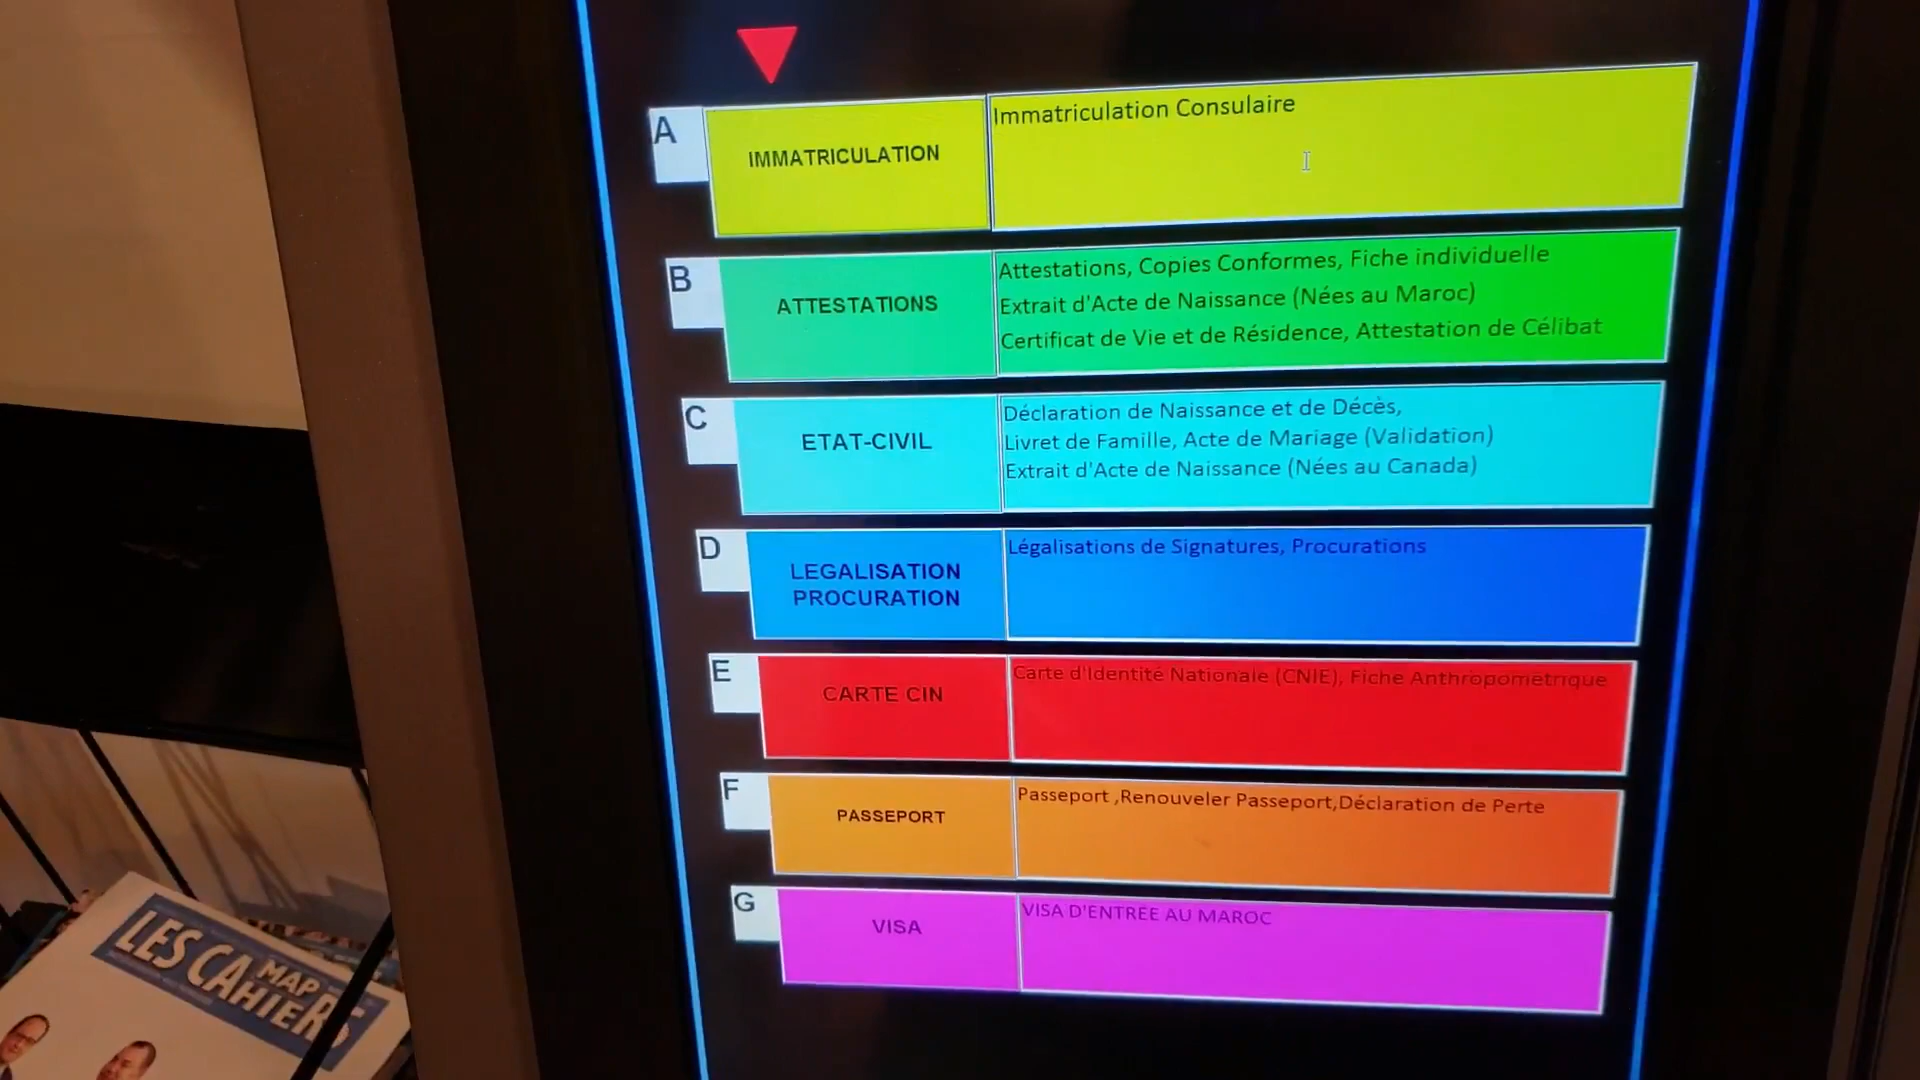 A
IMMATRICULATION
Immatriculation Consulaire
B
ATTESTATIONS
Attestations, Copies Conformes, Fiche individuelle
Extrait d'Acte de Naissance (Nées au Maroc)
Certificat de Vie et de Résidence, Attestation de Célibat
C
ETAT-CIVIL
Déclaration de Naissance et de Décès,
Livret de Famille, Acte de Mariage (Validation)
Extrait d'Acte de Naissance (Nées au Canada)
D
LEGALISATION
PROCURATION
Légalisations de Signatures, Procurations
E
CARTE CIN
Carte d'Identité Nationale (CNIE), Fiche Anthropométrique
F
PASSEPORT
Passeport ,Renouveler Passeport,Déclaration de Perte
G
VISA
VISA D'ENTREE AU MAROC
LES CAHIERS
MAP